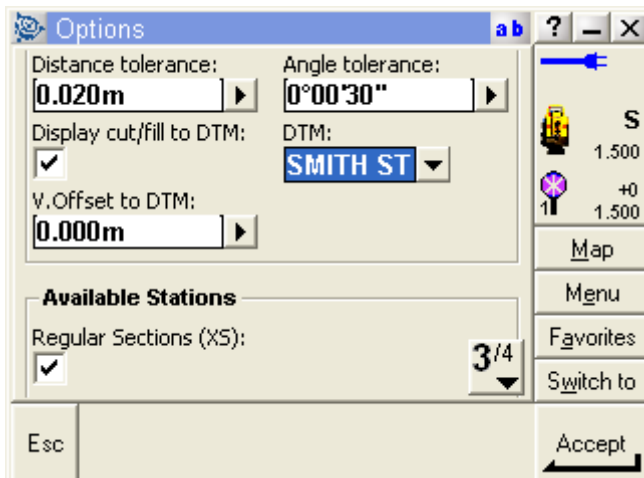 Options
ab ? – X
Distance tolerance: Angle tolerance:
0.020m 0°00'30"
Display cut/fill to DTM: DTM:
SMITH ST
V.Offset to DTM:
0.000m
Available Stations
Regular Sections (XS):
3/4
S
1.500
+0
1
1.500
Map
Menu
Favorites
Switch to
Esc
Accept